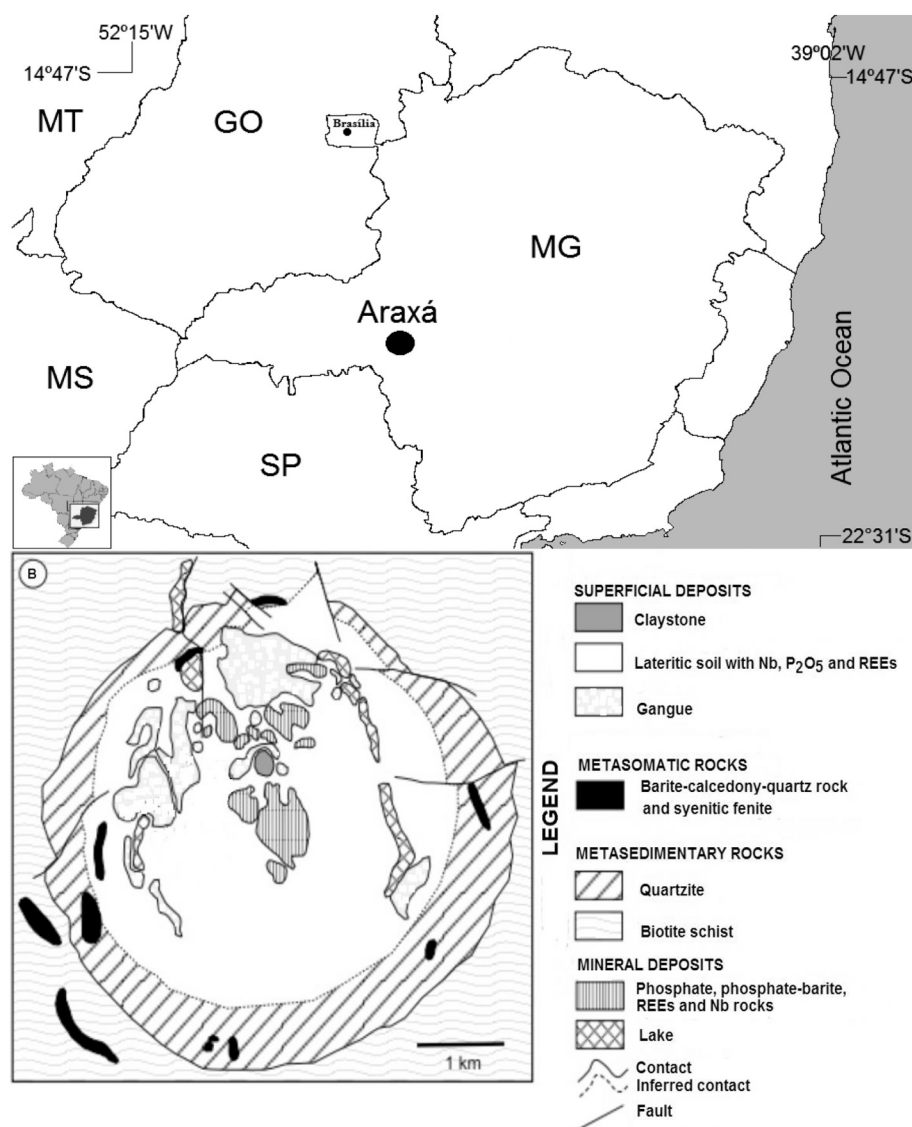 52º15'W
14º47'S
39º02'W
14º47'S
MT
GO
Brasília
MG
Araxá
MS
SP
Atlantic Ocean
22°31'S
B
1 km
LEGEND
SUPERFICIAL DEPOSITS
Claystone
Lateritic soil with Nb, P2O5 and REEs
Gangue
METASOMATIC ROCKS
Barite-calcedony-quartz rock
and syenitic fenite
METASEDIMENTARY ROCKS
Quartzite
Biotite schist
MINERAL DEPOSITS
Phosphate, phosphate-barite,
REEs and Nb rocks
Lake
Contact
Inferred contact
Fault